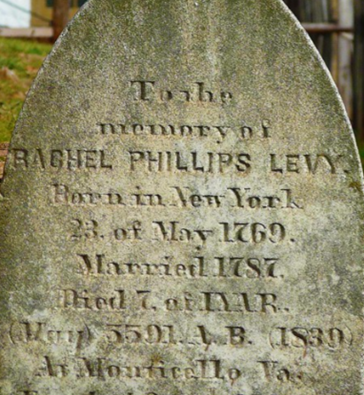 To the
memory of
RACHEL PHILLIPS LEVY.
Born in New York
23. of May 1769.
Married 1787.
Died 7. of IYAR.
(May) 5591. A. B. (1839)
At Monticello Va.